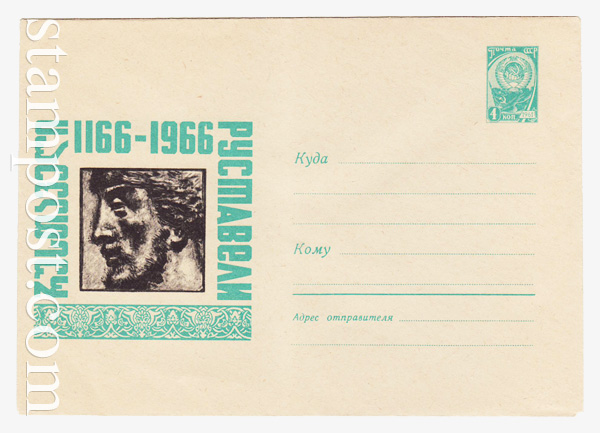 stampost.com
ПОЧТА СССР
4 КОП
1166-1966
РУСТАВЕЛИ
Куда
Кому
Адрес отправителя